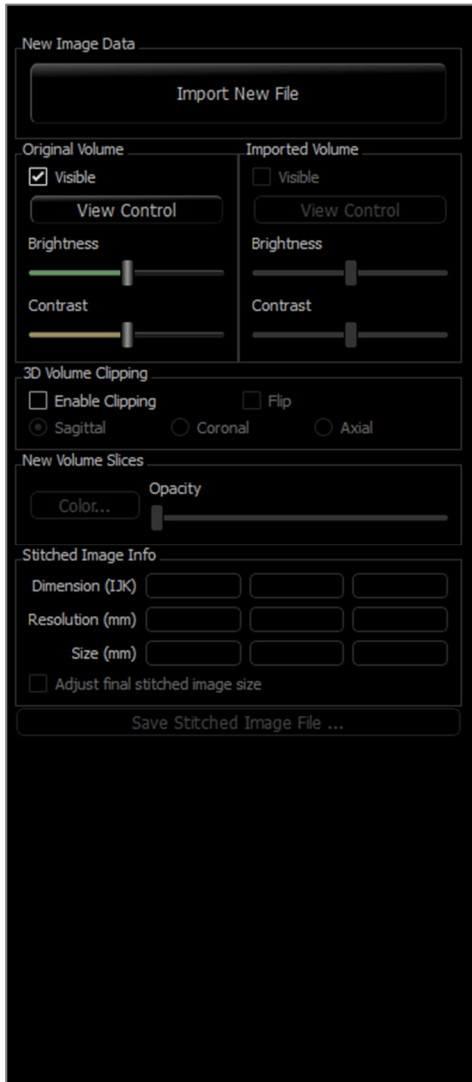 New Image Data
Import New File
Original Volume
Visible
View Control
Brightness
Contrast
Imported Volume
Visible
View Control
Brightness
Contrast
3D Volume Clipping
Enable Clipping
Flip
Sagittal
Coronal
Axial
New Volume Slices
Color...
Opacity
Stitched Image Info
Dimension (IJK)
Resolution (mm)
Size (mm)
Adjust final stitched image size
Save Stitched Image File ...